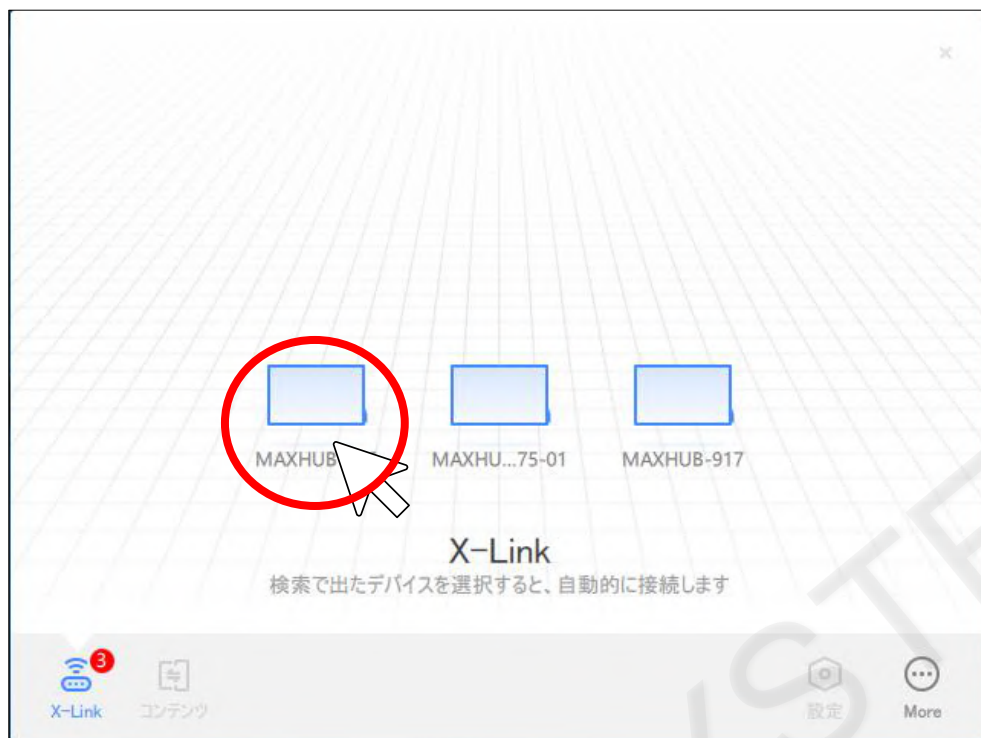 ×
MAXHUB
MAXHU...75-01
MAXHUB-917
X-Link
検索で出たデバイスを選択すると、自動的に接続します
3
X-Link
コンテンツ
設定
More